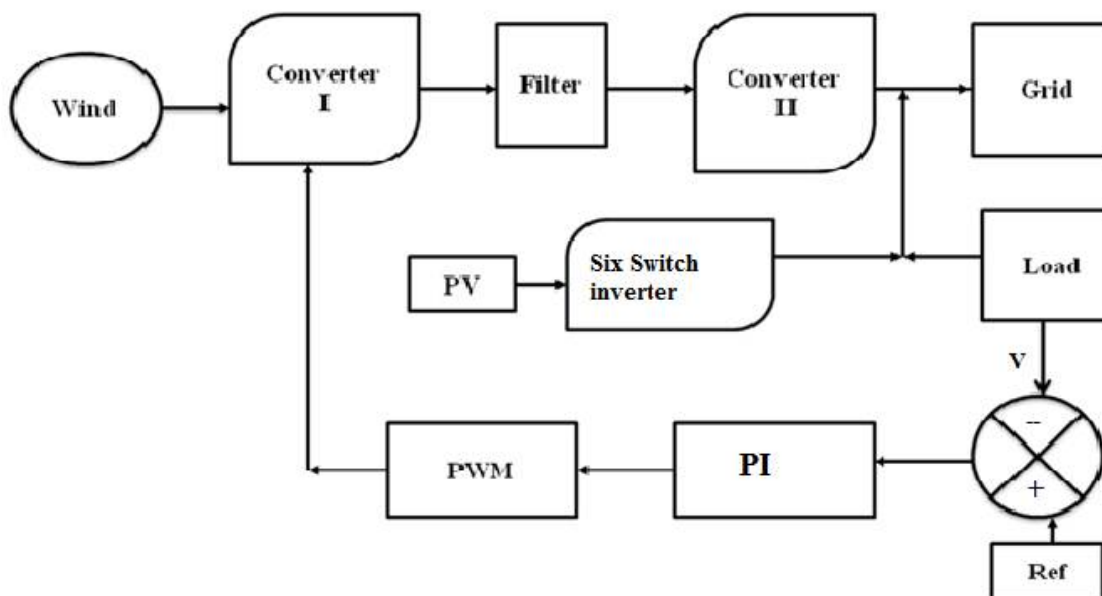 Wind
Converter
I
Filter
Converter
II
Grid
PV
Six Switch
inverter
Load
V
--
+
PWM
PI
Ref